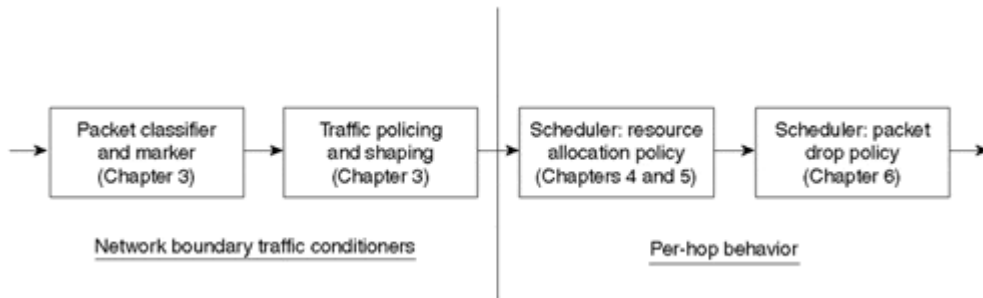 Packet classifier
and marker
(Chapter 3)
Traffic policing
and shaping
(Chapter 3)
Scheduler: resource
allocation policy
(Chapters 4 and 5)
Scheduler: packet
drop policy
(Chapter 6)
Network boundary traffic conditioners
Per-hop behavior